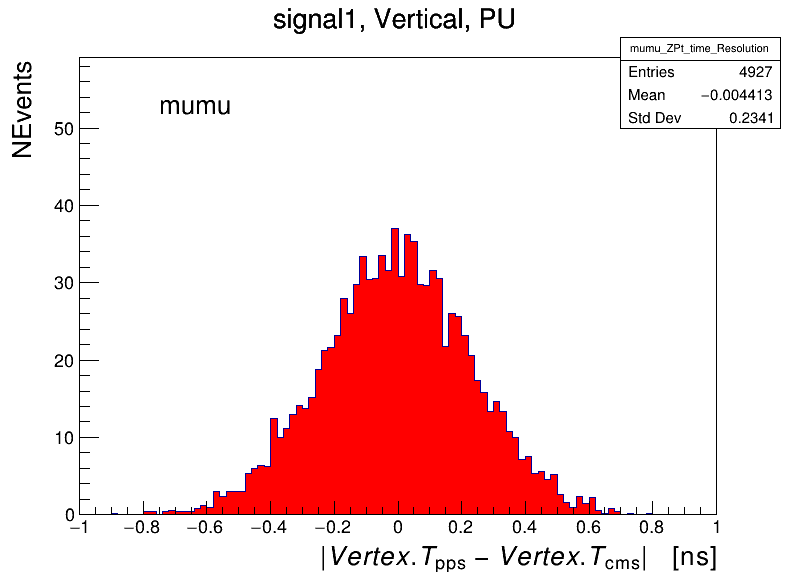 signal1, Vertical, PU
mumu_ZPt_time_Resolution
Entries 4927
Mean −0.004413
Std Dev 0.2341
NEvents
mumu
50
40
30
20
10
0
−1 −0.8 −0.6 −0.4 −0.2 0 0.2 0.4 0.6 0.8 1
|Vertex.Tpps − Vertex.Tcms| [ns]